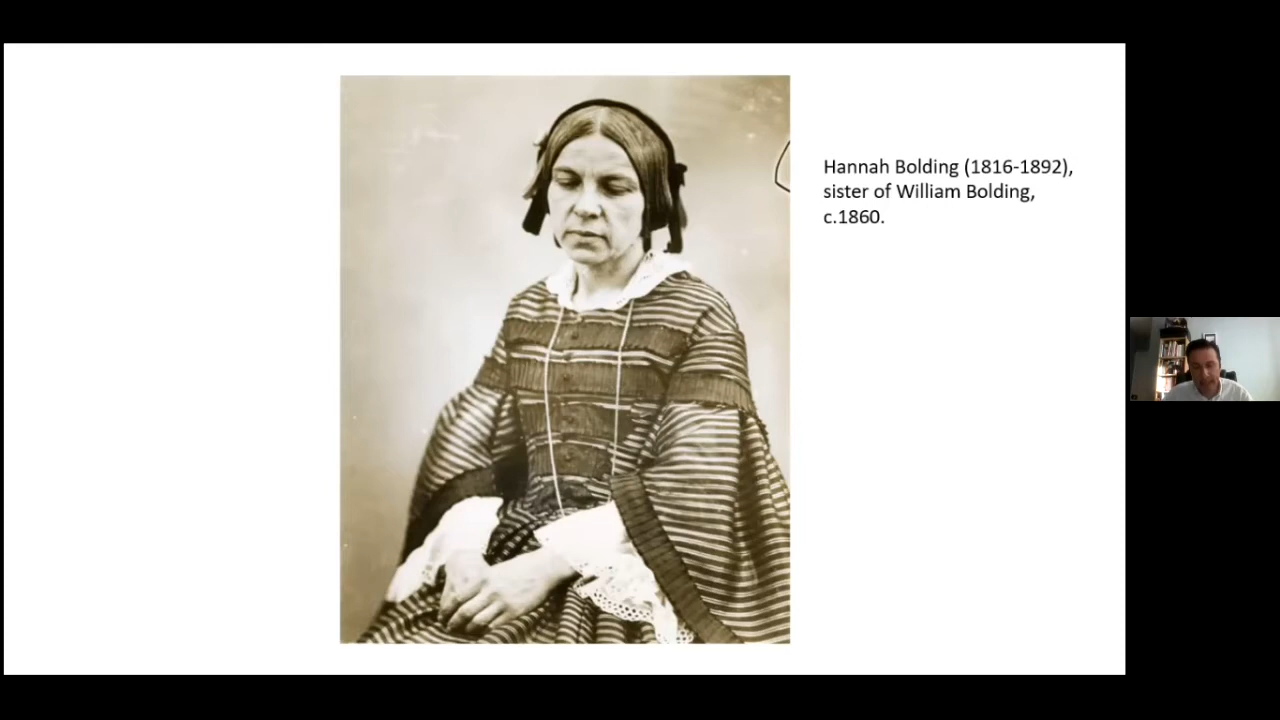 Hannah Bolding (1816-1892),
sister of William Bolding,
c.1860.